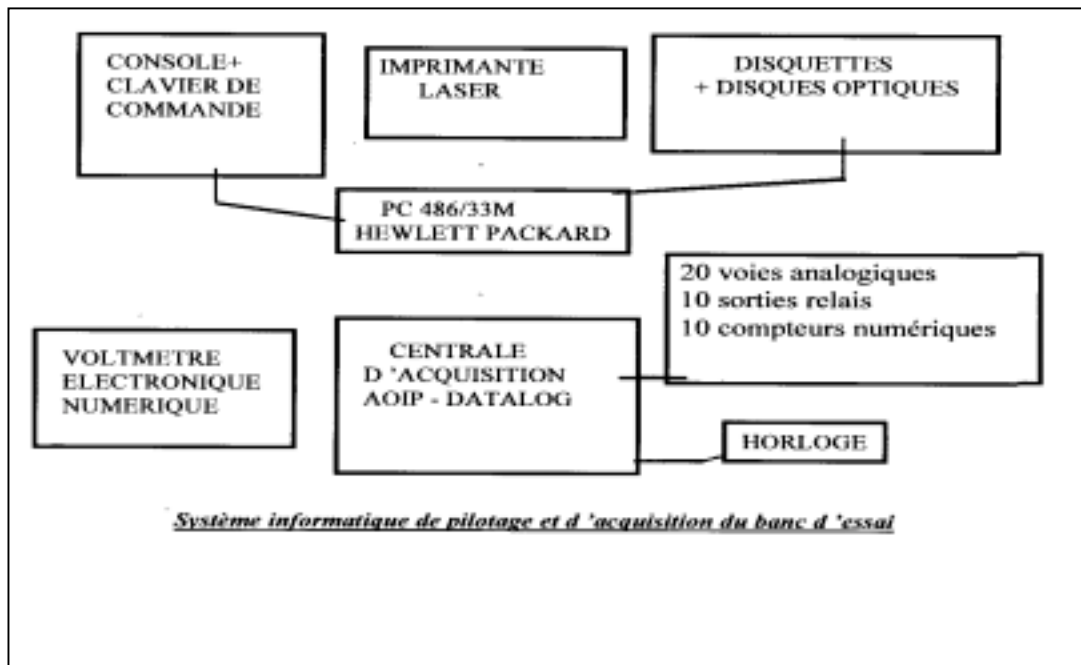 CONSOLE+
CLAVIER DE
COMMANDE
IMPRIMANTE
LASER
DISQUETTES
+ DISQUES OPTIQUES
PC 486/33M
HEWLETT PACKARD
20 voies analogiques
10 sorties relais
10 compteurs numériques
VOLTMETRE
ELECTRONIQUE
NUMERIQUE
CENTRALE
D 'ACQUISITION
AOIP - DATALOG
HORLOGE
Système informatique de pilotage et d 'acquisition du banc d 'essai